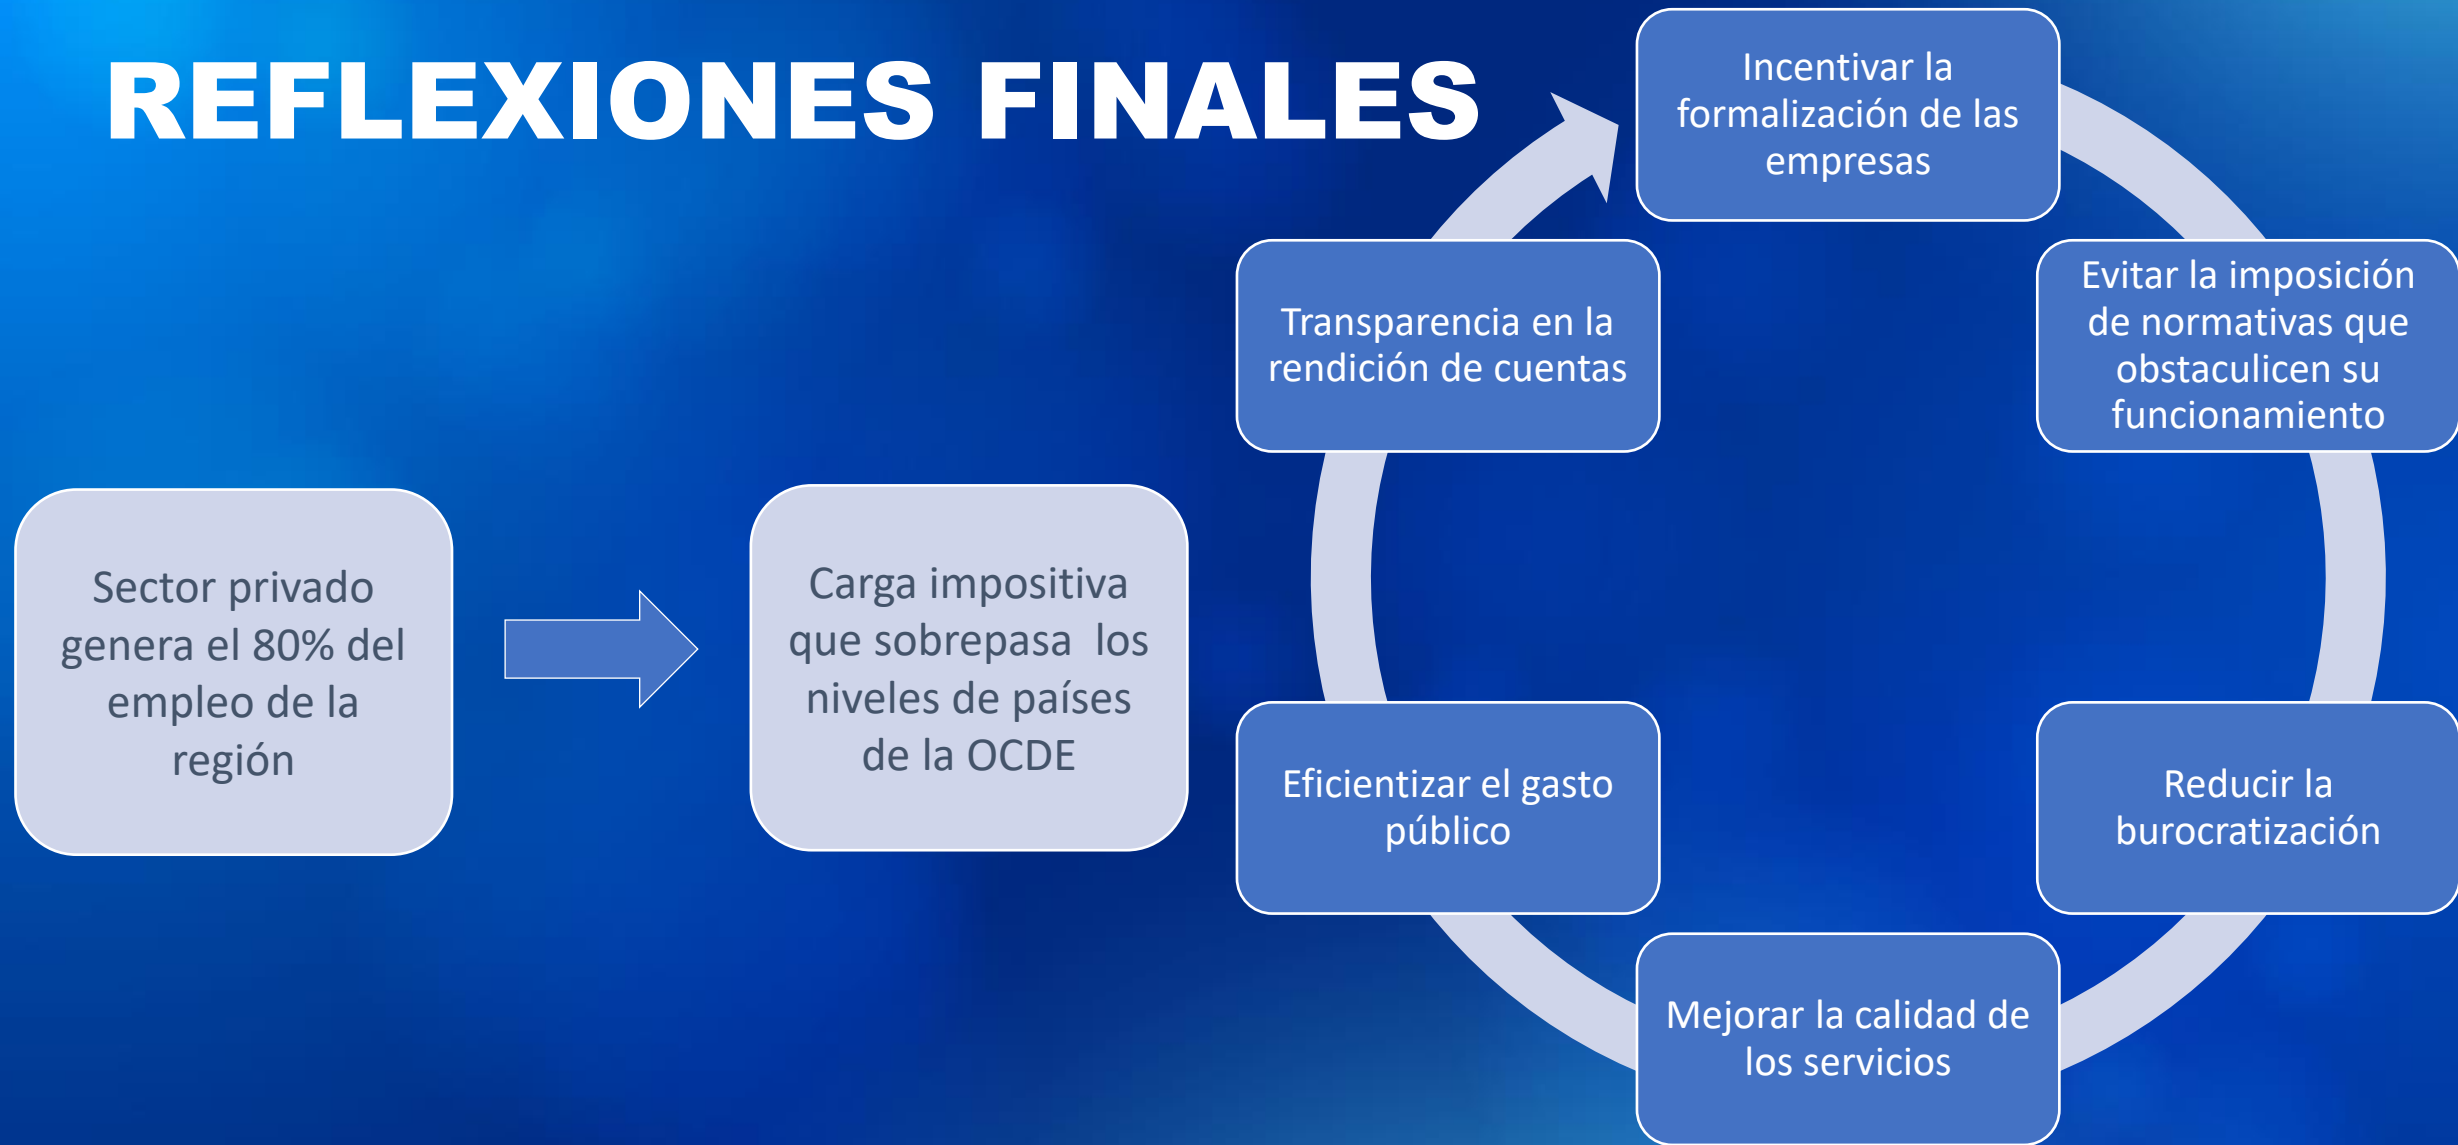 REFLEXIONES FINALES
Sector privado
genera el 80% del
empleo de la
región
Carga impositiva
que sobrepasa  los
niveles de países
de la OCDE
Incentivar la
formalización de las
empresas
Evitar la imposición
de normativas que
obstaculicen su
funcionamiento
Reducir la
burocratización
Mejorar la calidad de
los servicios
Eficientizar el gasto
público
Transparencia en la
rendición de cuentas